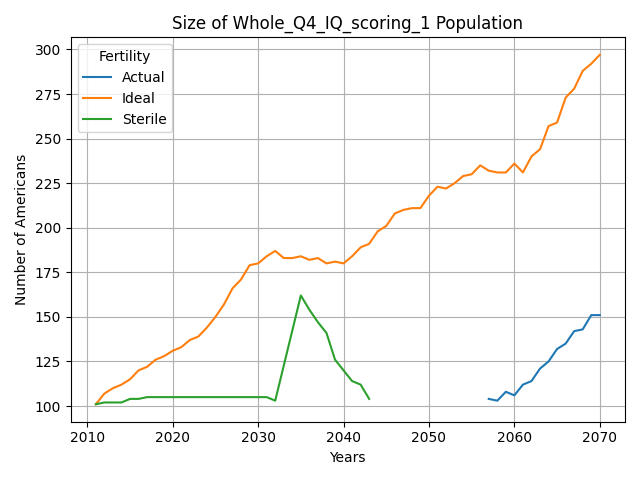 Size of Whole_Q4_IQ_scoring_1 Population
Fertility
Actual
Ideal
Sterile
Number of Americans
300
275
250
225
200
175
150
125
100
2010 2020 2030 2040 2050 2060 2070
Years